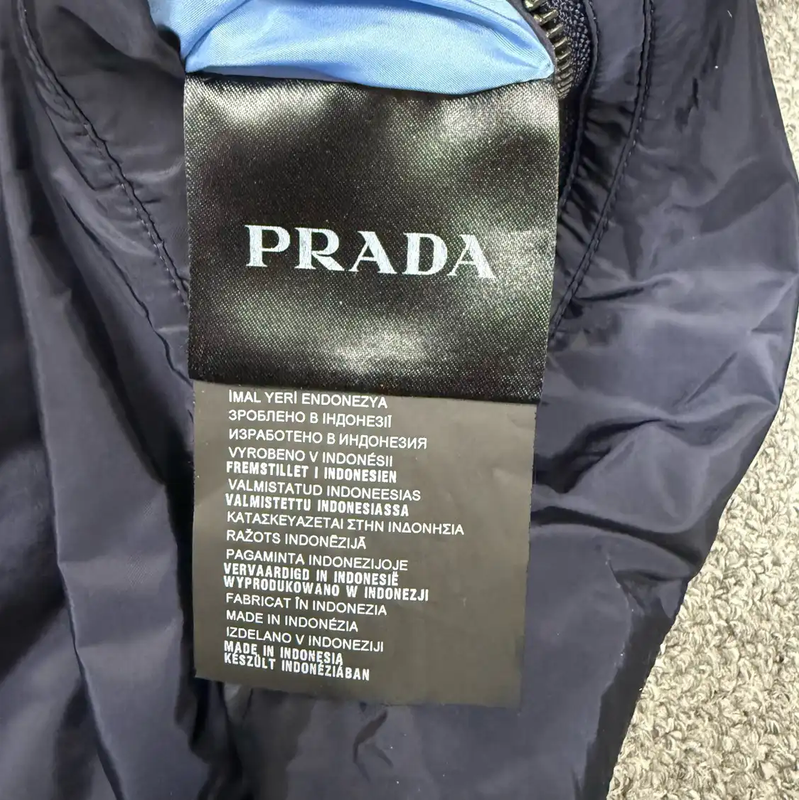 PRADA
İMAL YERİ ENDONEZYA
ЗРОБЛЕНО В ІНДОНЕЗІЇ
ИЗРАБОТЕНО В ИНДОНЕЗИЯ
VYROBENO V INDONÉSII
FREMSTILLET I INDONESIEN
VALMISTATUD INDONEESIAS
VALMISTETTU INDONESIASSA
ΚΑΤΑΣΚΕΥΑΖΕΤΑΙ ΣΤΗΝ ΙΝΔΟΝΗΣΙΑ
RAŽOTS INDONĒZIJĀ
PAGAMINTA INDONEZIJOJE
VERVAARDIGD IN INDONESIË
WYPRODUKOWANO W INDONEZJI
FABRICAT ÎN INDONEZIA
MADE IN INDONÉZIA
IZDELANO V INDONEZIJI
MADE IN INDONESIA
KÉSZÜLT INDONÉZIÁBAN